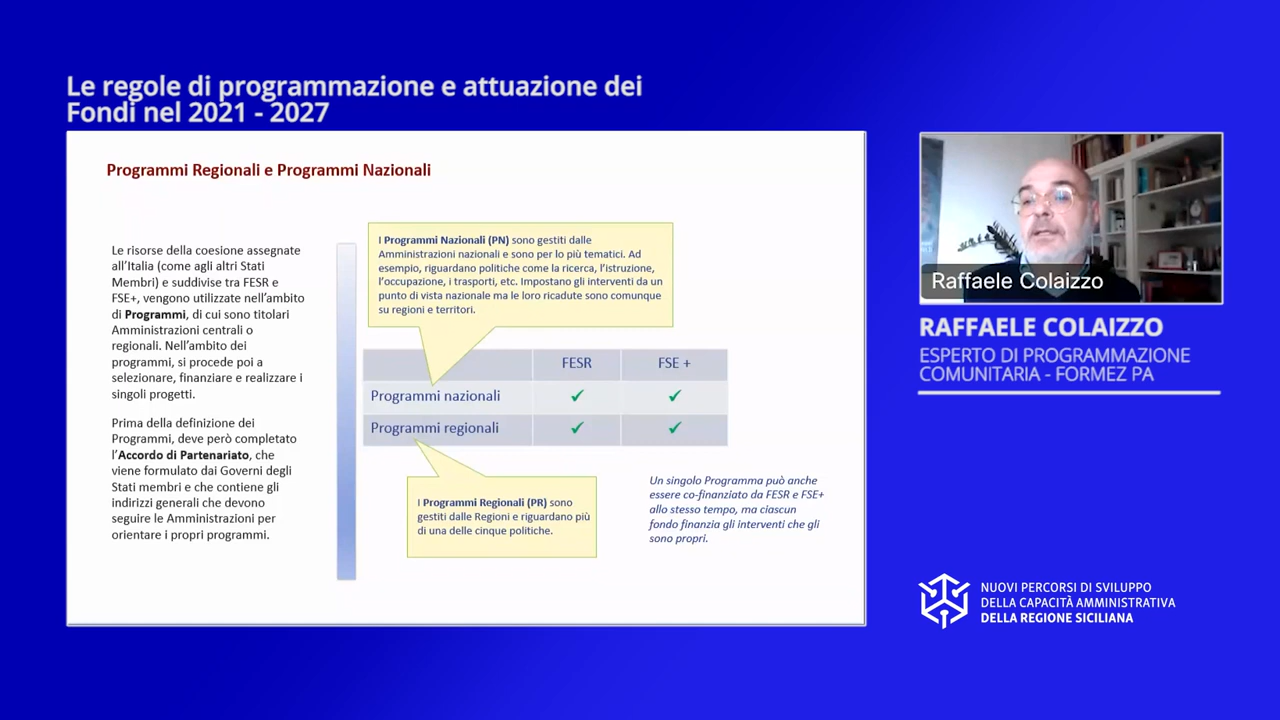 Le regole di programmazione e attuazione dei
Fondi nel 2021 - 2027
Programmi Regionali e Programmi Nazionali
Le risorse della coesione assegnate
all'Italia (come agli altri Stati
Membri) e suddivise tra FESR e
FSE+, vengono utilizzate nell'ambito
di Programmi, di cui sono titolari
Amministrazioni centrali o
regionali. Nell'ambito dei
programmi, si procede poi a
selezionare, finanziare e realizzare i
singoli progetti.
Prima della definizione dei
Programmi, deve però completato
l'Accordo di Partenariato, che
viene formulato dai Governi degli
Stati membri e che contiene gli
indirizzi generali che devono
seguire le Amministrazioni per
orientare i propri programmi.
I Programmi Nazionali (PN) sono gestiti dalle
Amministrazioni nazionali e sono per lo più tematici. Ad
esempio, riguardano politiche come la ricerca, l'istruzione,
l'occupazione, i trasporti, etc. Impostano gli interventi da un
punto di vista nazionale ma le loro ricadute sono comunque
su regioni e territori.
FESR FSE +
Programmi nazionali ✓ ✓
Programmi regionali ✓ ✓
I Programmi Regionali (PR) sono
gestiti dalle Regioni e riguardano più
di una delle cinque politiche.
Un singolo Programma può anche
essere co-finanziato da FESR e FSE+
allo stesso tempo, ma ciascun
fondo finanzia gli interventi che gli
sono propri.
Raffaele Colaizzo
RAFFAELE COLAIZZO
ESPERTO DI PROGRAMMAZIONE
COMUNITARIA - FORMEZ PA
NUOVI PERCORSI DI SVILUPPO
DELLA CAPACITÀ AMMINISTRATIVA
DELLA REGIONE SICILIANA